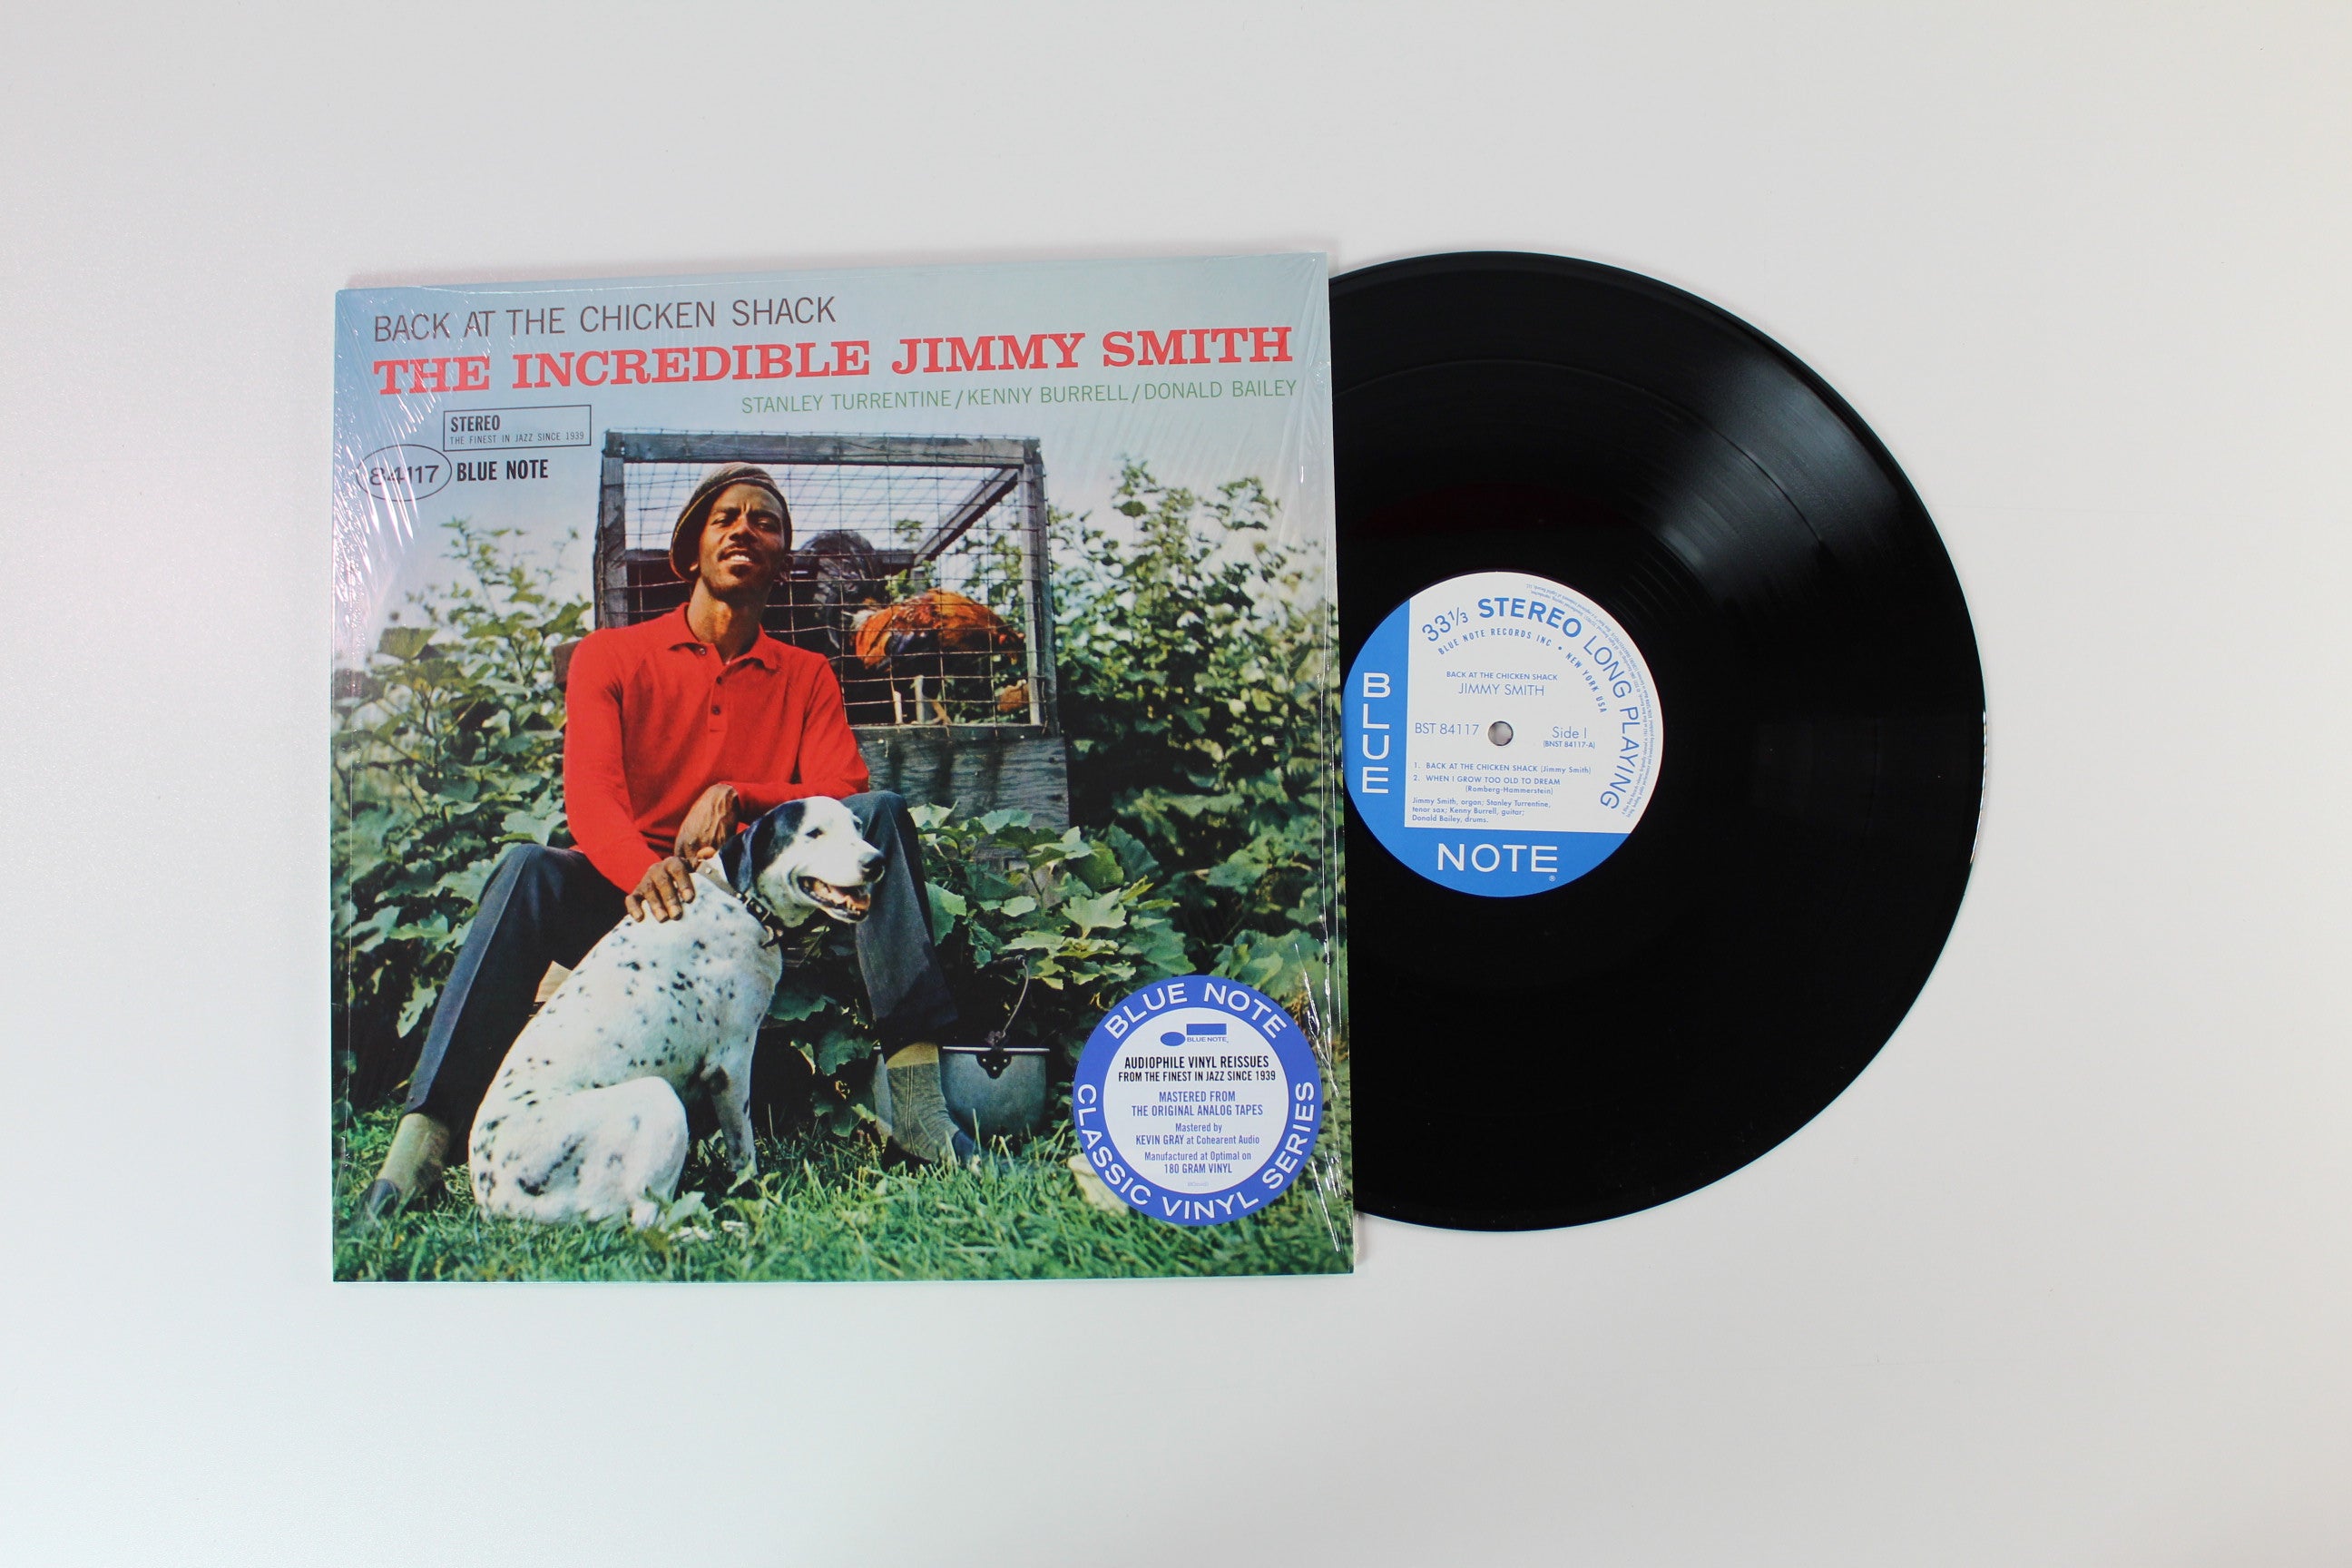 BACK AT THE CHICKEN SHACK
THE INCREDIBLE JIMMY SMITH
STANLEY TURRENTINE/KENNY BURRELL/DONALD BAILEY
STEREO
THE FINEST IN JAZZ SINCE 1939
84117 BLUE NOTE
BLUE NOTE
BLUE NOTE
AUDIOPHILE VINYL REISSUES
FROM THE FINEST IN JAZZ SINCE 1939
MASTERED FROM
THE ORIGINAL ANALOG TAPES
Mastered by
KEVIN GRAY at Cohearent Audio
Manufactured at Optimal on
180 GRAM VINYL
CLASSIC VINYL SERIES
33 1/3 STEREO LONG PLAYING
BLUE NOTE RECORDS INC • NEW YORK USA
BACK AT THE CHICKEN SHACK
JIMMY SMITH
BST 84117
Side 1
(BNST 84117-A)
1. BACK AT THE CHICKEN SHACK (Jimmy Smith)
2. WHEN I GROW TOO OLD TO DREAM
(Romberg-Hammerstein)
Jimmy Smith, organ; Stanley Turrentine,
tenor sax; Kenny Burrell, guitar;
Donald Bailey, drums.
BLUE
NOTE®